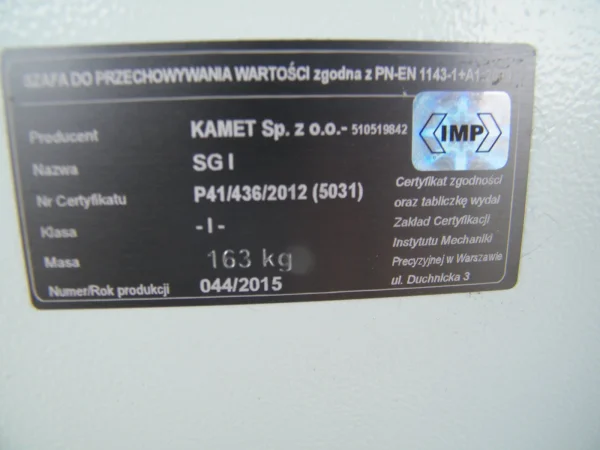 SZAFA DO PRZECHOWYWANIA WARTOŚCI zgodna z PN-EN 1143-1+A1
Producent KAMET Sp. z o.o.- 510519842
Nazwa SG I
Nr Certyfikatu P41/436/2012 (5031)
Klasa - I -
Masa 163 kg
Numer/Rok produkcji 044/2015
IMP
Certyfikat zgodności
oraz tabliczkę wydał
Zakład Certyfikacji
Instytutu Mechaniki
Precyzyjnej w Warszawie
ul. Duchnicka 3